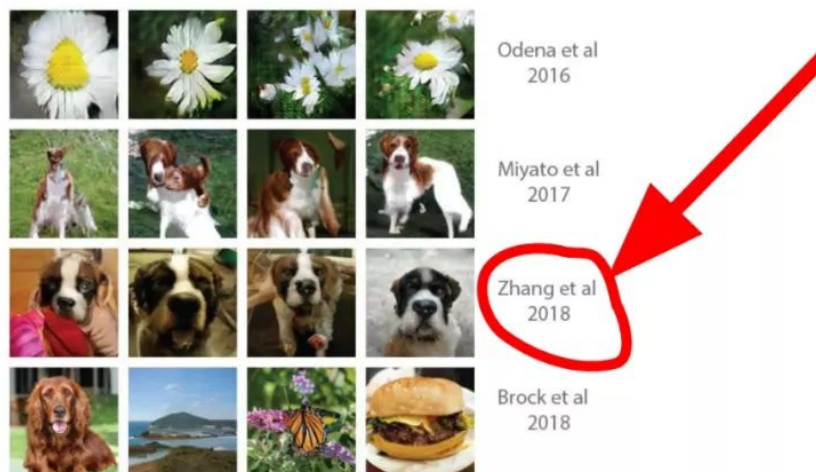 Odena et al
2016
Miyato et al
2017
Zhang et al
2018
Brock et al
2018